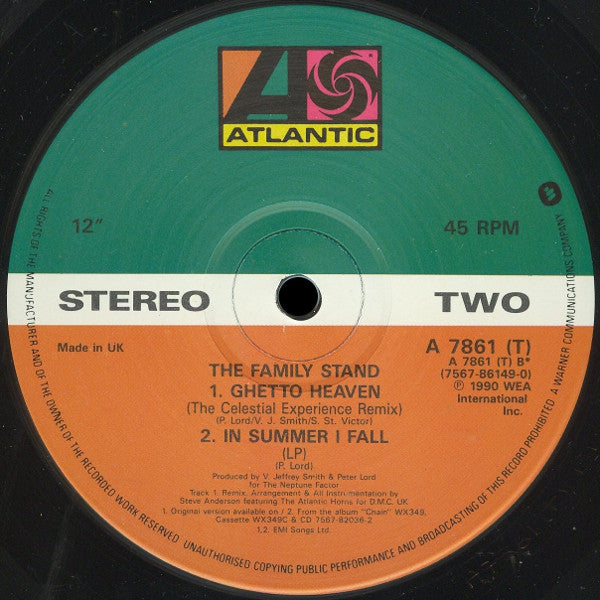 ATLANTIC
12"
45 RPM
STEREO
TWO
Made in UK
A 7861 (T)
A 7861 (T) B*
(7567-86149-0)
℗ 1990 WEA
International
Inc.
THE FAMILY STAND
1. GHETTO HEAVEN
(The Celestial Experience Remix)
(P. Lord/V. J. Smith/S. St. Victor)
2. IN SUMMER I FALL
(LP)
(P. Lord)
Produced by V. Jeffrey Smith & Peter Lord
for The Neptune Factor
Track 1. Remix, Arrangement & All Instrumentation by
Steve Anderson featuring The Atlantic Horns for D.M.C. UK
1. Original version available on / 2. From the album "Chain" WX349,
Cassette WX349C & CD 7567-82036-2
1,2. EMI Songs Ltd.
ALL RIGHTS OF THE MANUFACTURER AND OF THE OWNER OF THE RECORDED WORK RESERVED UNAUTHORISED COPYING PUBLIC PERFORMANCE AND BROADCASTING OF THIS RECORD PROHIBITED A WARNER COMMUNICATIONS COMPANY